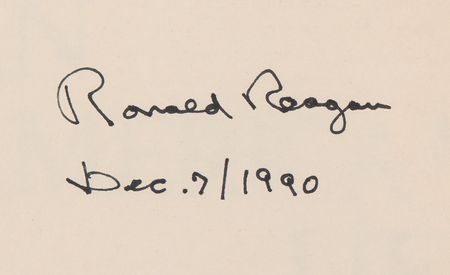 Ronald Reagan
Dec. 7/1990